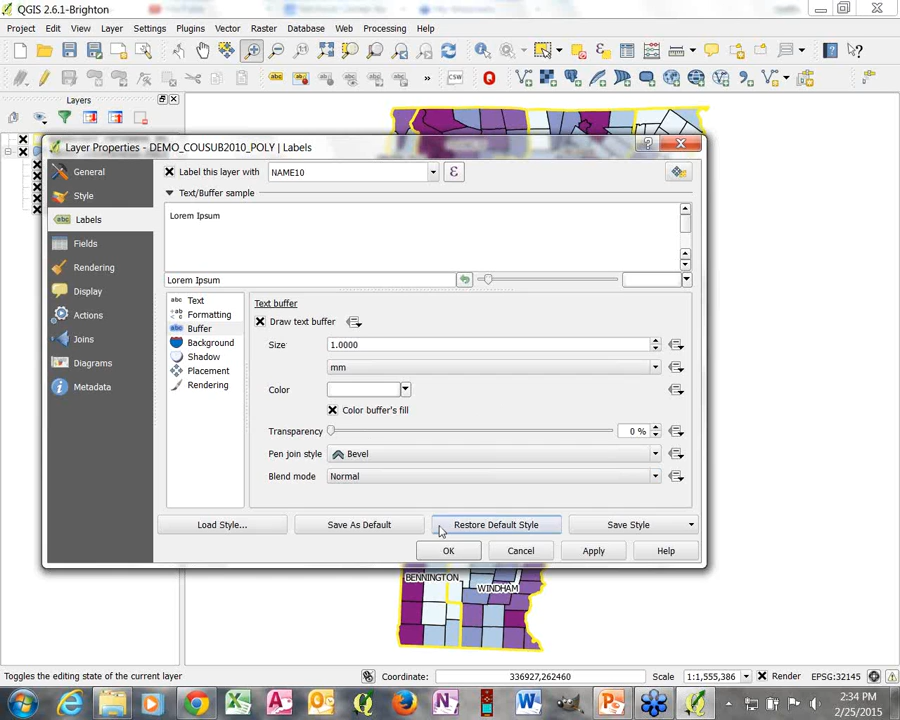 QGIS 2.6.1-Brighton
Project Edit View Layer Settings Plugins Vector Raster Database Web Processing Help
CSW
Layers
Layer Properties - DEMO_COUSUB2010_POLY | Labels
General
Style
Labels
Fields
Rendering
Display
Actions
Joins
Diagrams
Metadata
Label this layer with NAME10
Text/Buffer sample
Lorem Ipsum
Lorem Ipsum
Text
Formatting
Buffer
Background
Shadow
Placement
Rendering
Text buffer
Draw text buffer
Size 1.0000
mm
Color
Color buffer's fill
Transparency 0 %
Pen join style Bevel
Blend mode Normal
Load Style... Save As Default Restore Default Style Save Style
OK Cancel Apply Help
BENNINGTON
WINDHAM
Toggles the editing state of the current layer Coordinate: 336927,262460 Scale 1:1,555,386 Render EPSG:32145
2:34 PM
2/25/2015